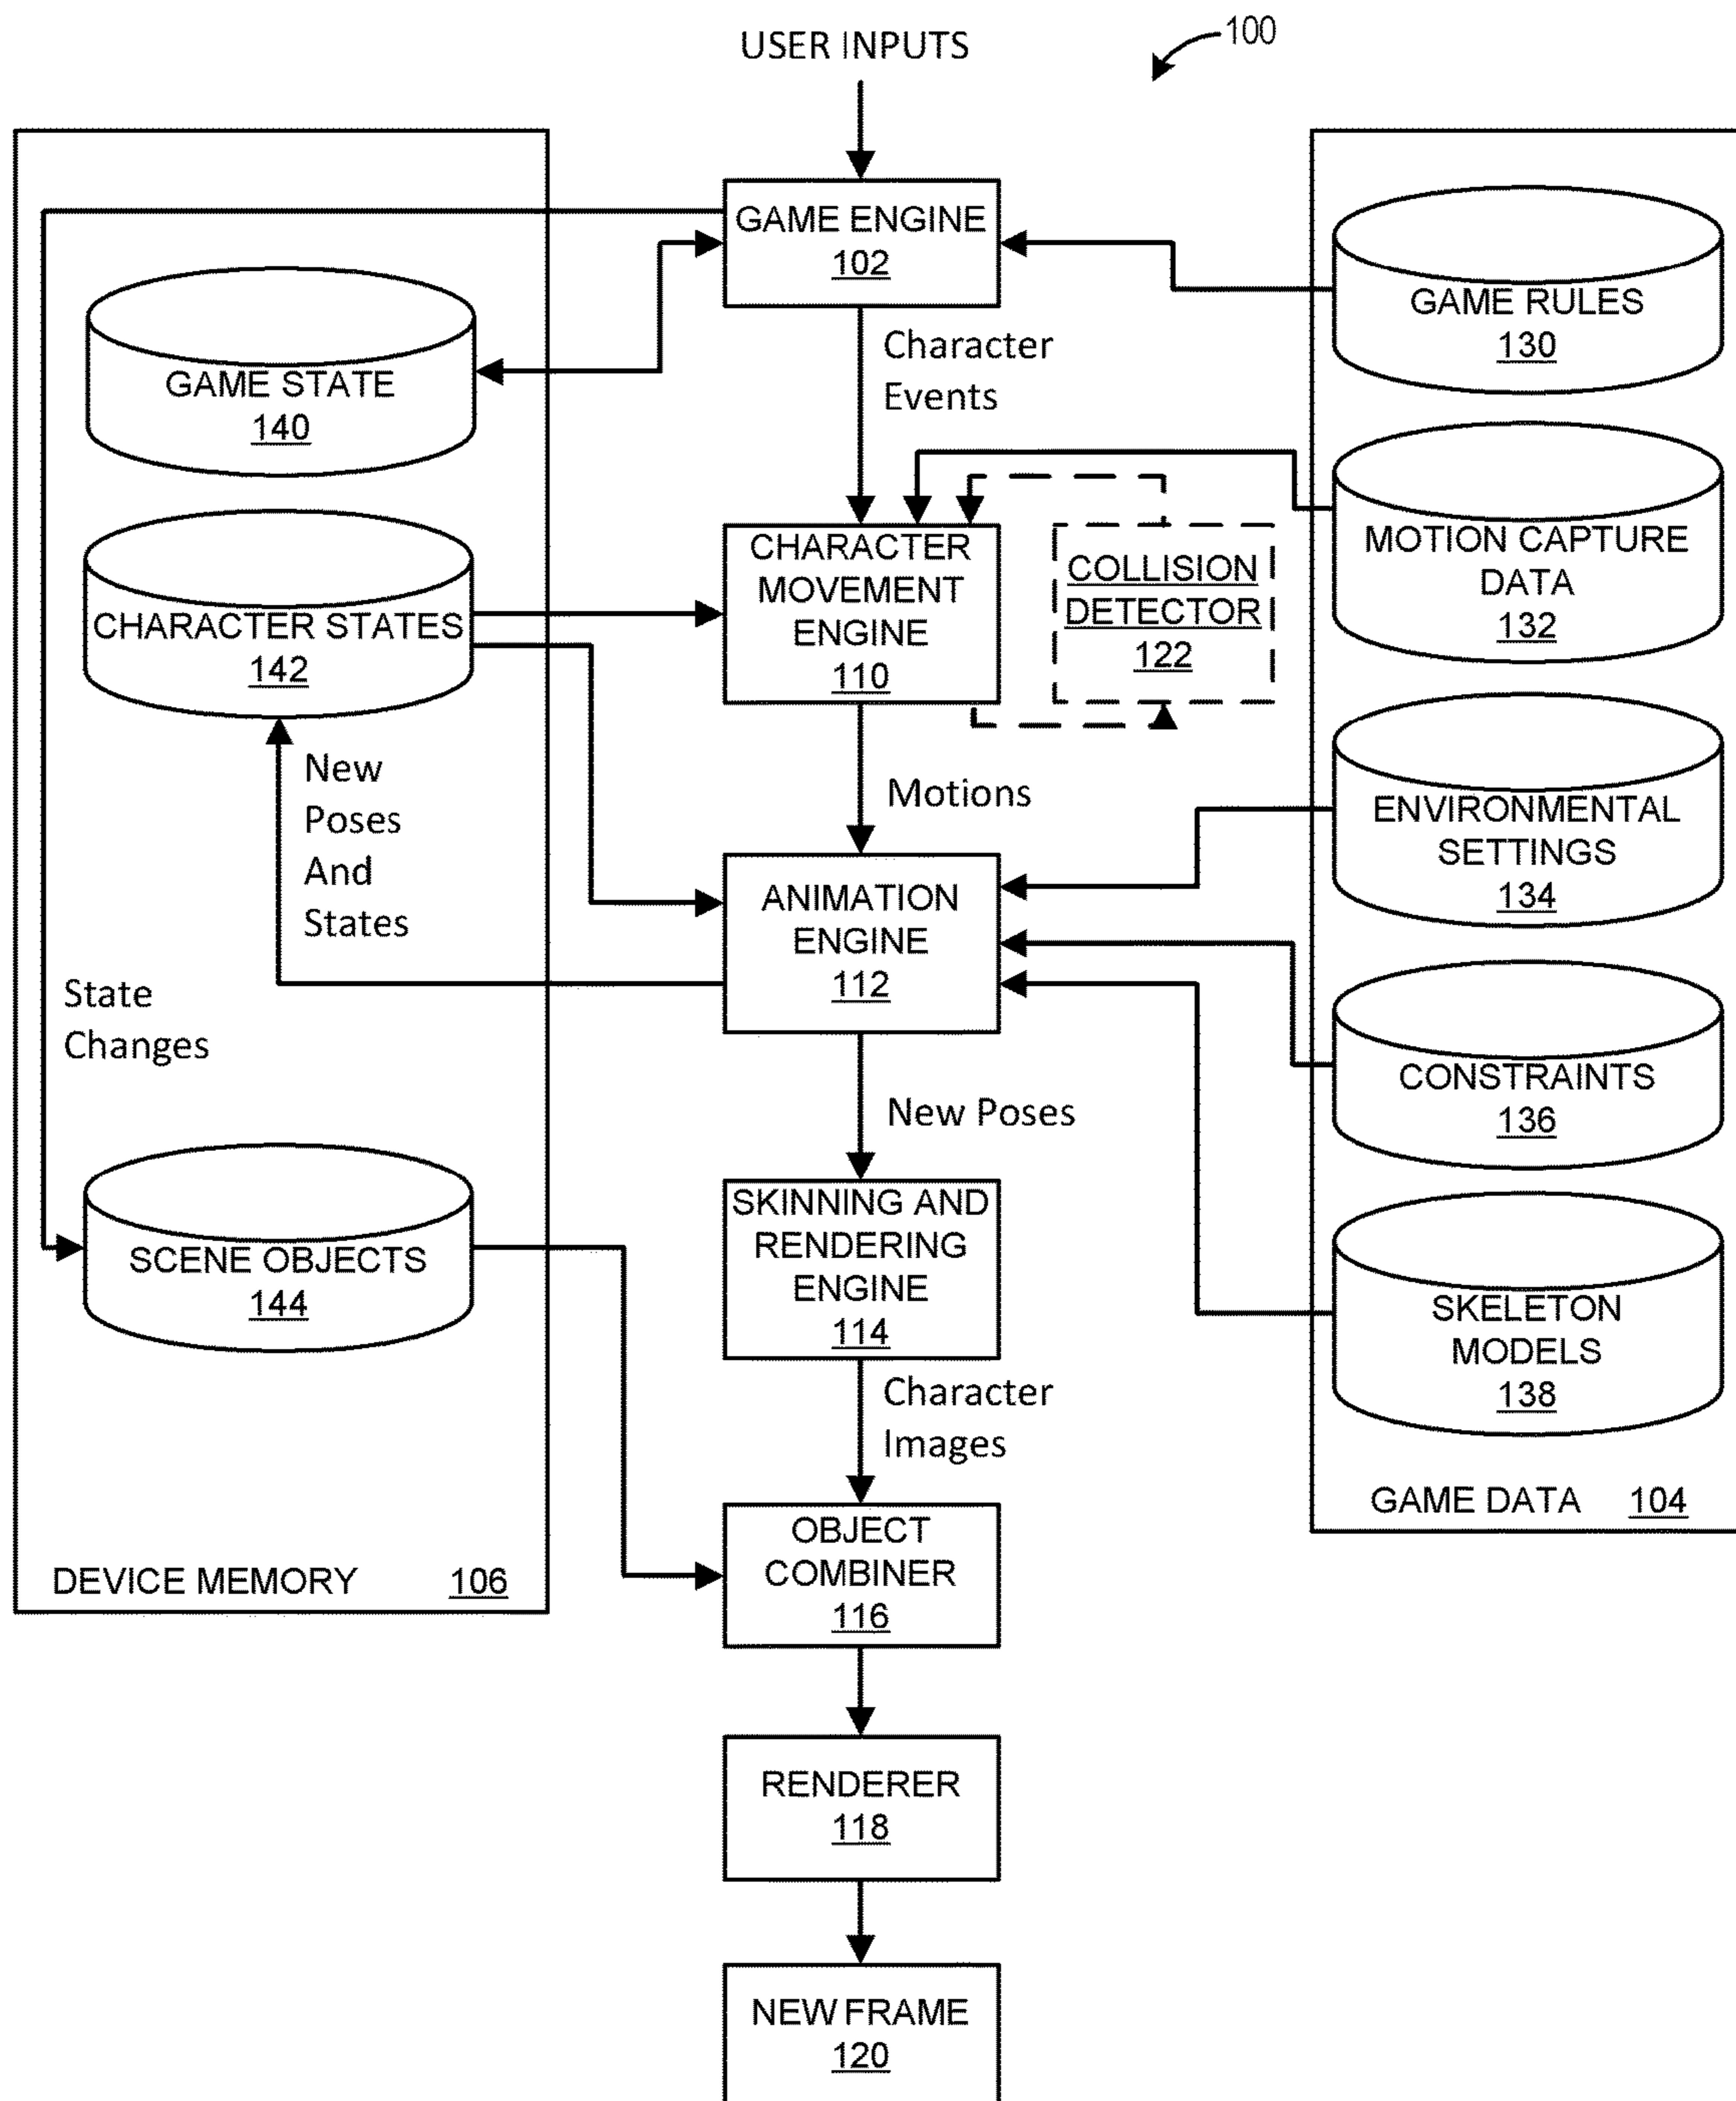 USER INPUTS
100
GAME ENGINE
102
GAME RULES
130
Character
Events
GAME STATE
140
MOTION CAPTURE
DATA
132
CHARACTER
MOVEMENT
ENGINE
110
COLLISION
DETECTOR
122
CHARACTER STATES
142
New
Poses
And
States
Motions
ENVIRONMENTAL
SETTINGS
134
ANIMATION
ENGINE
112
State
Changes
CONSTRAINTS
136
New Poses
SKINNING AND
RENDERING
ENGINE
114
SCENE OBJECTS
144
SKELETON
MODELS
138
Character
Images
GAME DATA 104
OBJECT
COMBINER
116
DEVICE MEMORY 106
RENDERER
118
NEW FRAME
120